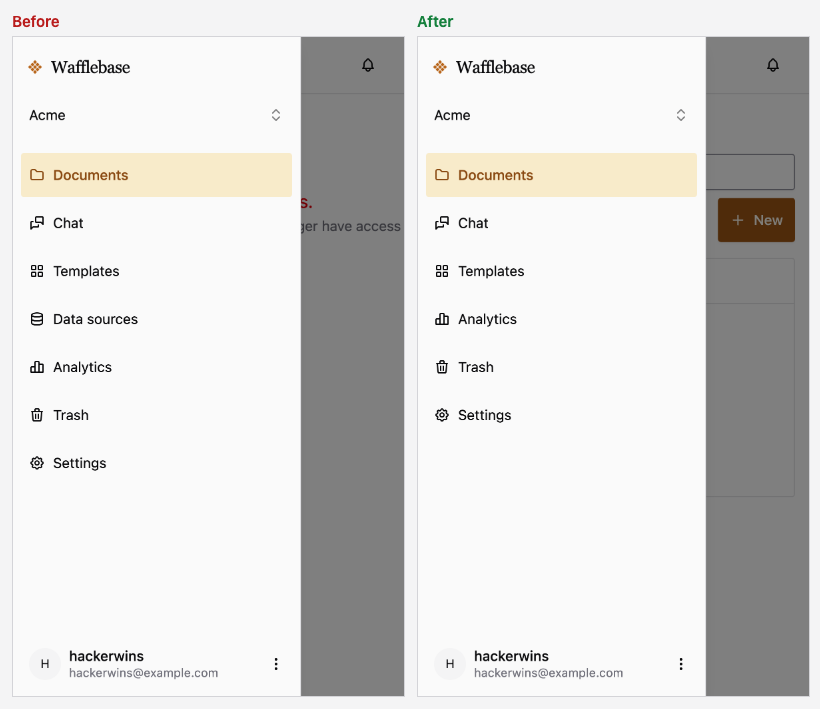 Before
Wafflebase
Acme
Documents
Chat
Templates
Data sources
Analytics
Trash
Settings
H
hackerwins
hackerwins@example.com
s.
ger have access
After
Wafflebase
Acme
Documents
Chat
Templates
Analytics
Trash
Settings
H
hackerwins
hackerwins@example.com
New